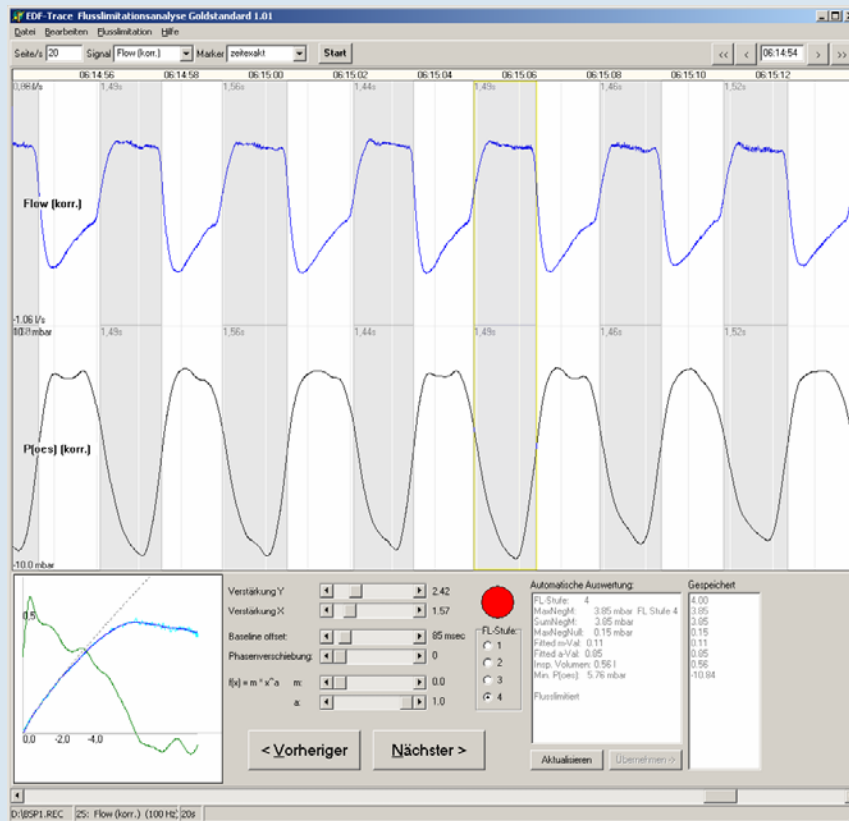 EDF-Trace Flusslimitationsanalyse Goldstandard 1.01
Datei Bearbeiten Flusslimitation Hilfe
Seite/s 20 Signal Flow (korr.) Marker zeitexakt Start << < 06:14:54 > >>
06:14:56 06:14:58 06:15:00 06:15:02 06:15:04 06:15:06 06:15:08 06:15:10 06:15:12
l/s 1,49s 1,56s 1,44s 1,49s 1,46s 1,52s
Flow (korr.)
-1.06 l/s
mbar 1,49s 1,56s 1,44s 1,49s 1,46s 1,52s
P(oes) (korr.)
-10.0 mbar
0,5
0,0 -2.0 -4.0
Verstärkung Y 2.42
Verstärkung X 1.57
Baseline offset: 85 msec
Phasenverschiebung: 0
f(x) = m * x^a m: 0.0
a: 1.0
< Vorheriger Nächster >
FL-Stufe:
1
2
3
4
Automatische Auswertung:
FL-Stufe: 4
MaxNegM: 3.85 mbar FL Stufe 4
SumNegM: 3.85 mbar
MaxNegNull: 0.15 mbar
Fitted m-Val: 0.11
Fitted a-Val: 0.85
Insp. Volumen: 0.56 l
Min. P(oes): 5.76 mbar
Flusslimitiert
Aktualisieren Übernehmen ->
Gespeichert
4.00
3.85
3.85
0.15
0.11
0.85
0.56
-10.84
D:\BSP1.REC 25: Flow (korr.) (100 Hz) 20s